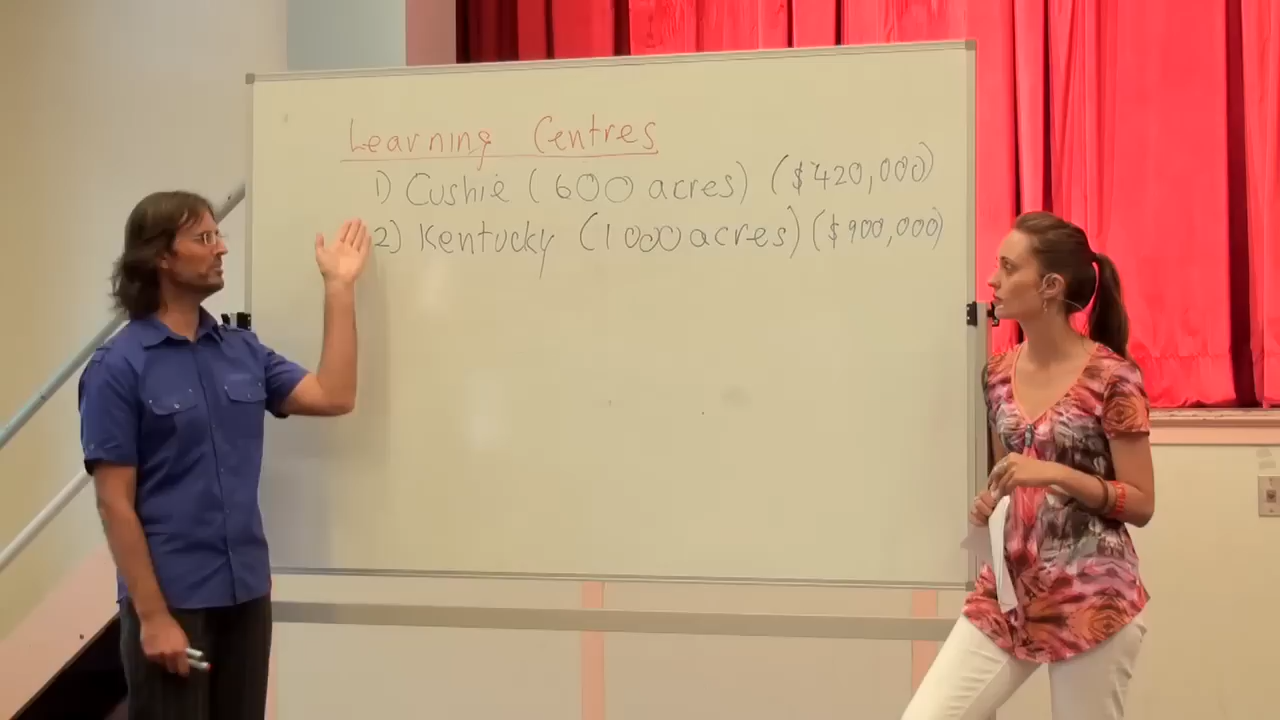 Learning Centres
1) Cushie (600 acres) ($420,000)
2) Kentucky (1000 acres) ($900,000)